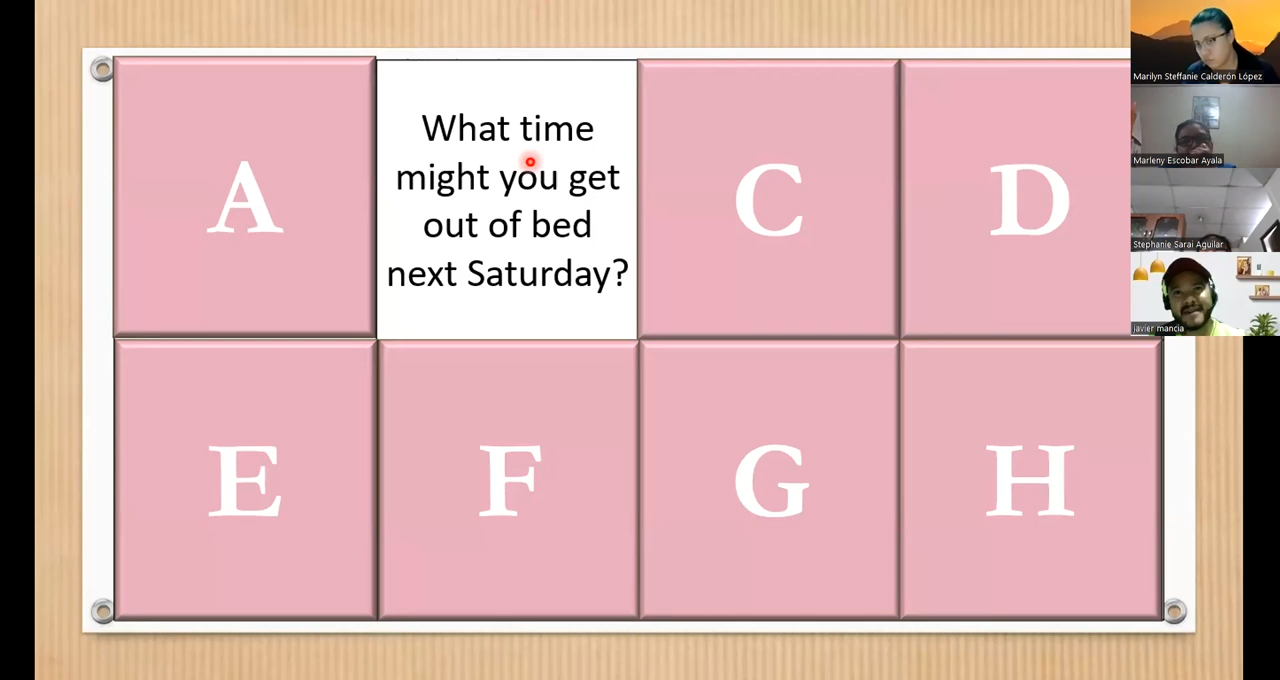 A
What time
might you get
out of bed
next Saturday?
C
D
E
F
G
H
Marilyn Steffanie Calderón López
Marleny Escobar Ayala
Stephanie Sarai Aguilar
javier mancia